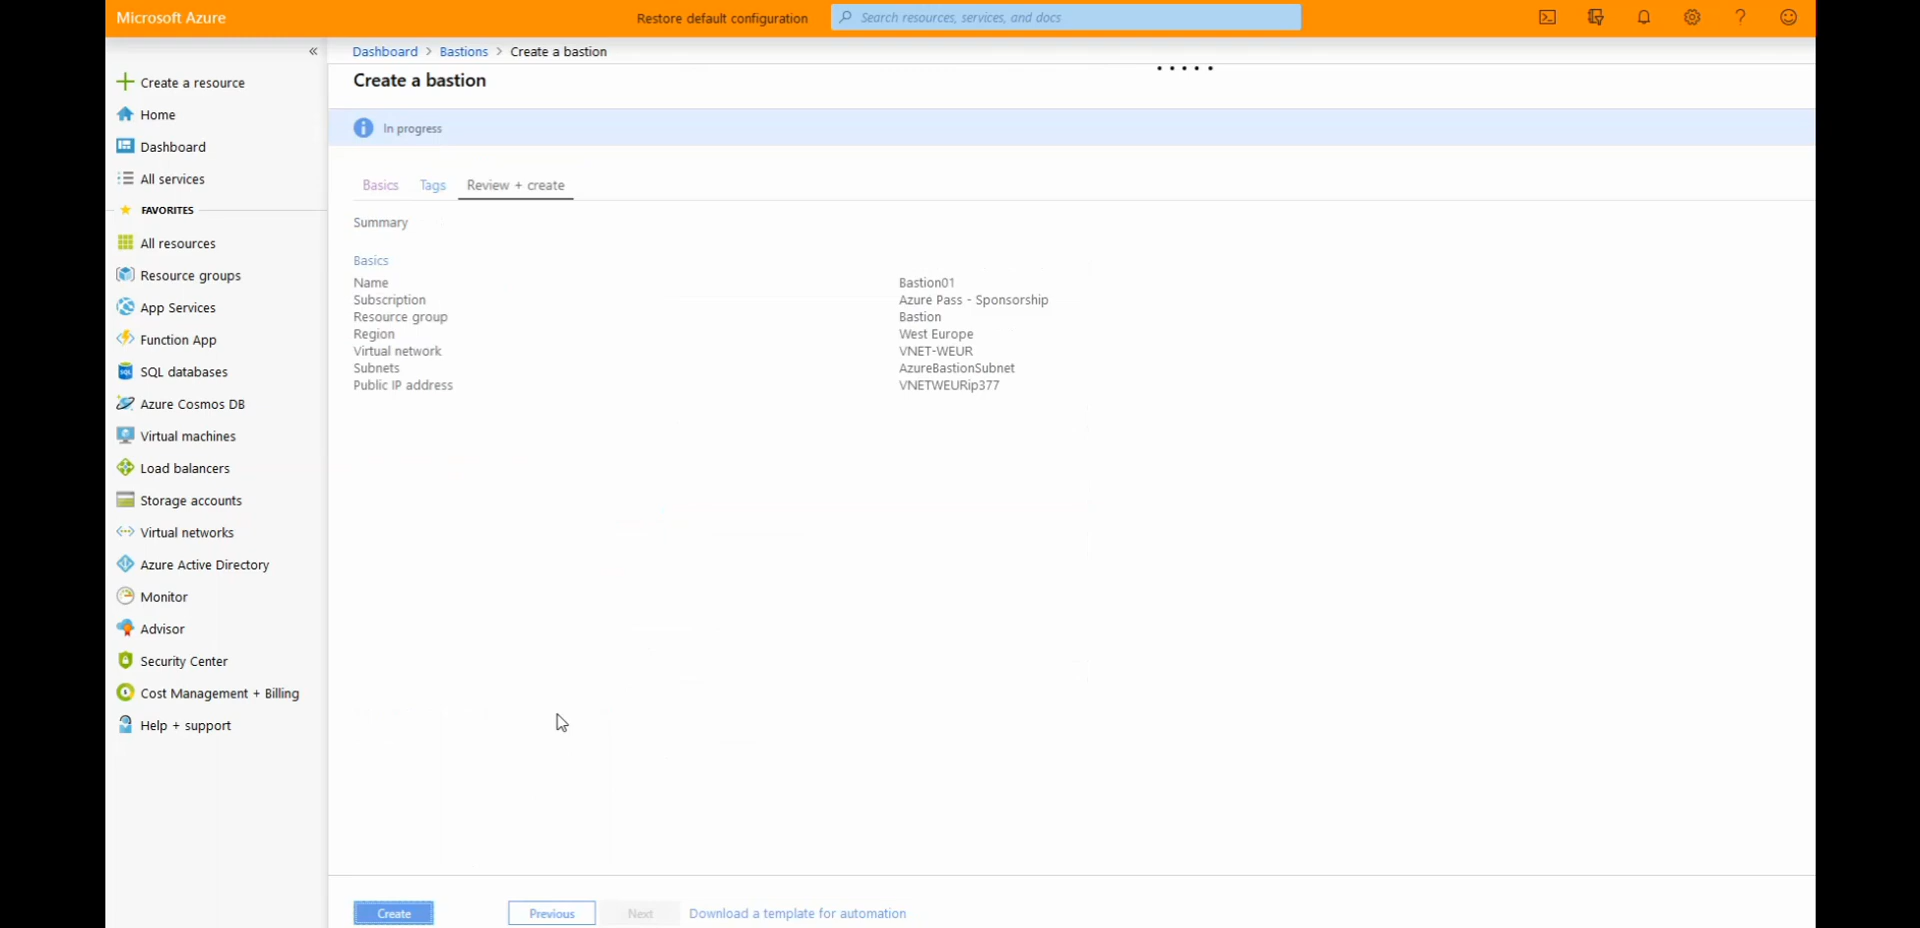 Microsoft Azure
Restore default configuration
Search resources, services, and docs
Dashboard > Bastions > Create a bastion
Create a bastion
In progress
Create a resource
Home
Dashboard
All services
FAVORITES
All resources
Resource groups
App Services
Function App
SQL databases
Azure Cosmos DB
Virtual machines
Load balancers
Storage accounts
Virtual networks
Azure Active Directory
Monitor
Advisor
Security Center
Cost Management + Billing
Help + support
Basics Tags Review + create
Summary
Basics
Name Bastion01
Subscription Azure Pass - Sponsorship
Resource group Bastion
Region West Europe
Virtual network VNET-WEUR
Subnets AzureBastionSubnet
Public IP address VNETWEURip377
Create Previous Next Download a template for automation